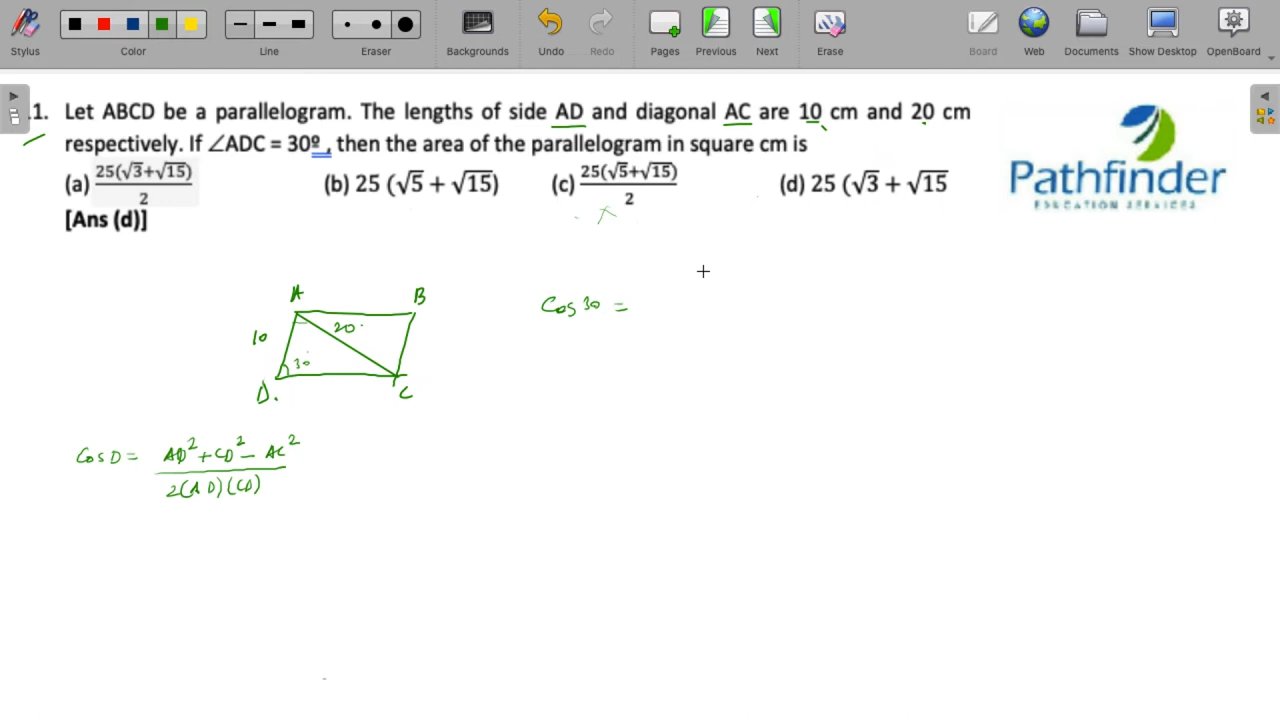 Stylus Color Line Eraser Backgrounds Undo Redo Pages Previous Next Erase Board Web Documents Show Desktop OpenBoard
1. Let ABCD be a parallelogram. The lengths of side AD and diagonal AC are 10 cm and 20 cm
respectively. If ∠ADC = 30º , then the area of the parallelogram in square cm is
(a) 25(√3+√15)/2 (b) 25 (√5 + √15) (c) 25(√5+√15)/2 (d) 25 (√3 + √15
[Ans (d)]
Pathfinder
EDUCATION SERVICES
A B
10 20
30
D. C
Cos 30 =
Cos D = AD² + CD² − AC² / 2(AD)(CD)